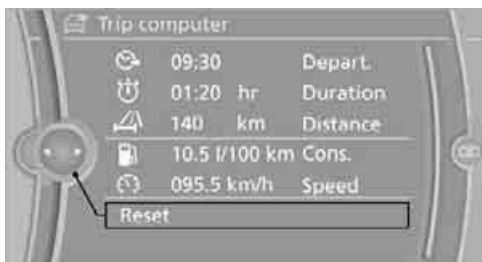 Trip computer
09:30 Depart.
01:20 hr Duration
140 km Distance
10.5 l/100 km Cons.
095.5 km/h Speed
Reset